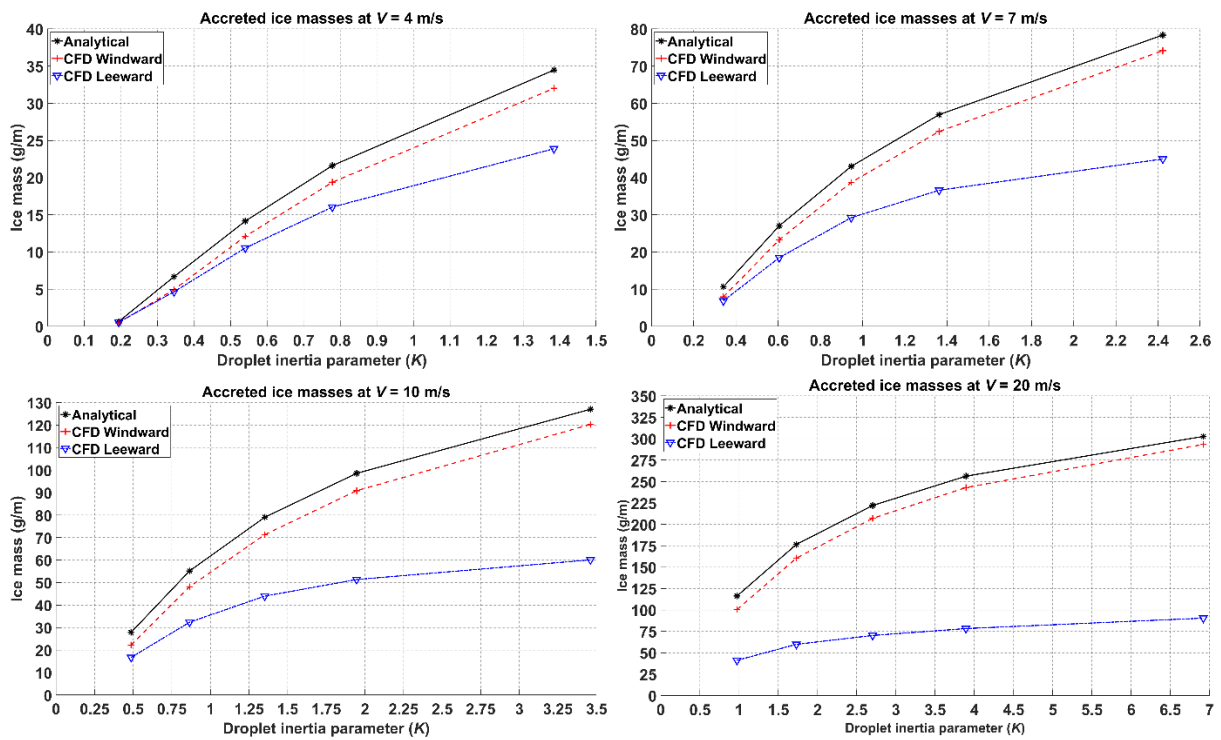 Accreted ice masses at V = 4 m/s
40
35
30
25
20
15
10
5
0
Ice mass (g/m)
Analytical
CFD Windward
CFD Leeward
0 0.1 0.2 0.3 0.4 0.5 0.6 0.7 0.8 0.9 1 1.1 1.2 1.3 1.4 1.5
Droplet inertia parameter (K)
Accreted ice masses at V = 7 m/s
80
70
60
50
40
30
20
10
0
Ice mass (g/m)
Analytical
CFD Windward
CFD Leeward
0 0.2 0.4 0.6 0.8 1 1.2 1.4 1.6 1.8 2 2.2 2.4 2.6
Droplet inertia parameter (K)
Accreted ice masses at V = 10 m/s
130
120
110
100
90
80
70
60
50
40
30
20
10
0
Ice mass (g/m)
Analytical
CFD Windward
CFD Leeward
0 0.25 0.5 0.75 1 1.25 1.5 1.75 2 2.25 2.5 2.75 3 3.25 3.5
Droplet inertia parameter (K)
Accreted ice masses at V = 20 m/s
350
325
300
275
250
225
200
175
150
125
100
75
50
25
0
Ice mass (g/m)
Analytical
CFD Windward
CFD Leeward
0 0.5 1 1.5 2 2.5 3 3.5 4 4.5 5 5.5 6 6.5 7
Droplet inertia parameter (K)